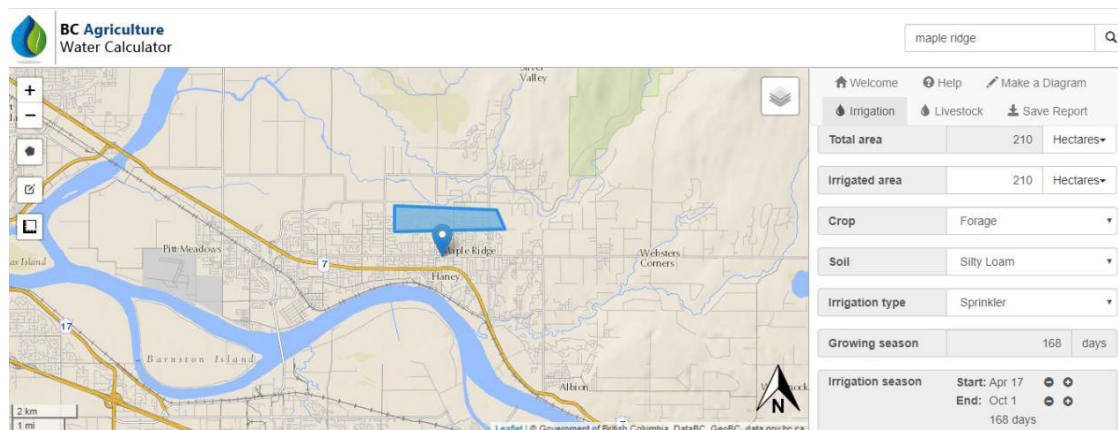 BC Agriculture
Water Calculator
maple ridge
Silver
Valley
Pitt Meadows
Maple Ridge
Haney
Websters
Corners
Barnston Island
Albion
7
17
7
2 km
1 mi
N
Leaflet | © Government of British Columbia, DataBC, GeoBC, data.gov.bc.ca
Welcome Help Make a Diagram
Irrigation Livestock Save Report
Total area 210 Hectares
Irrigated area 210 Hectares
Crop Forage
Soil Silty Loam
Irrigation type Sprinkler
Growing season 168 days
Irrigation season Start: Apr 17
End: Oct 1
168 days